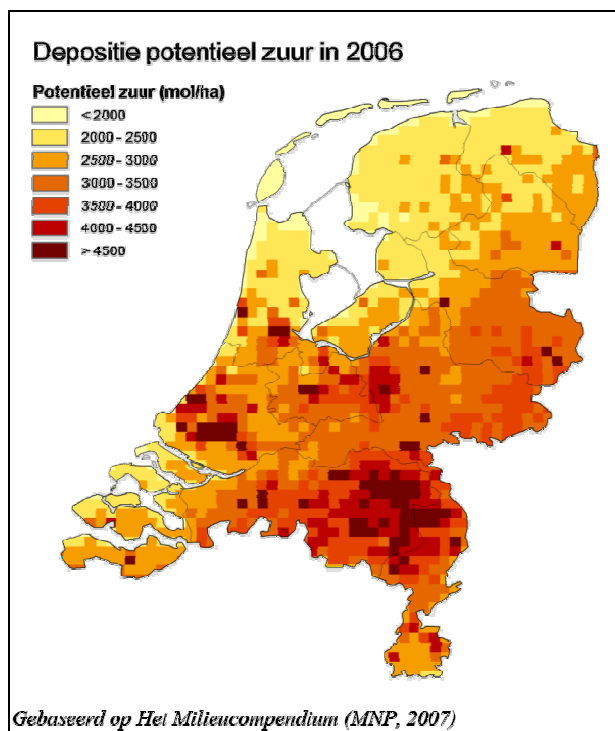 Depositie potentieel zuur in 2006
Potentieel zuur (mol/ha)
< 2000
2000 - 2500
2500 - 3000
3000 - 3500
3500 - 4000
4000 - 4500
> 4500
Gebaseerd op Het Milieucompendium (MNP, 2007)